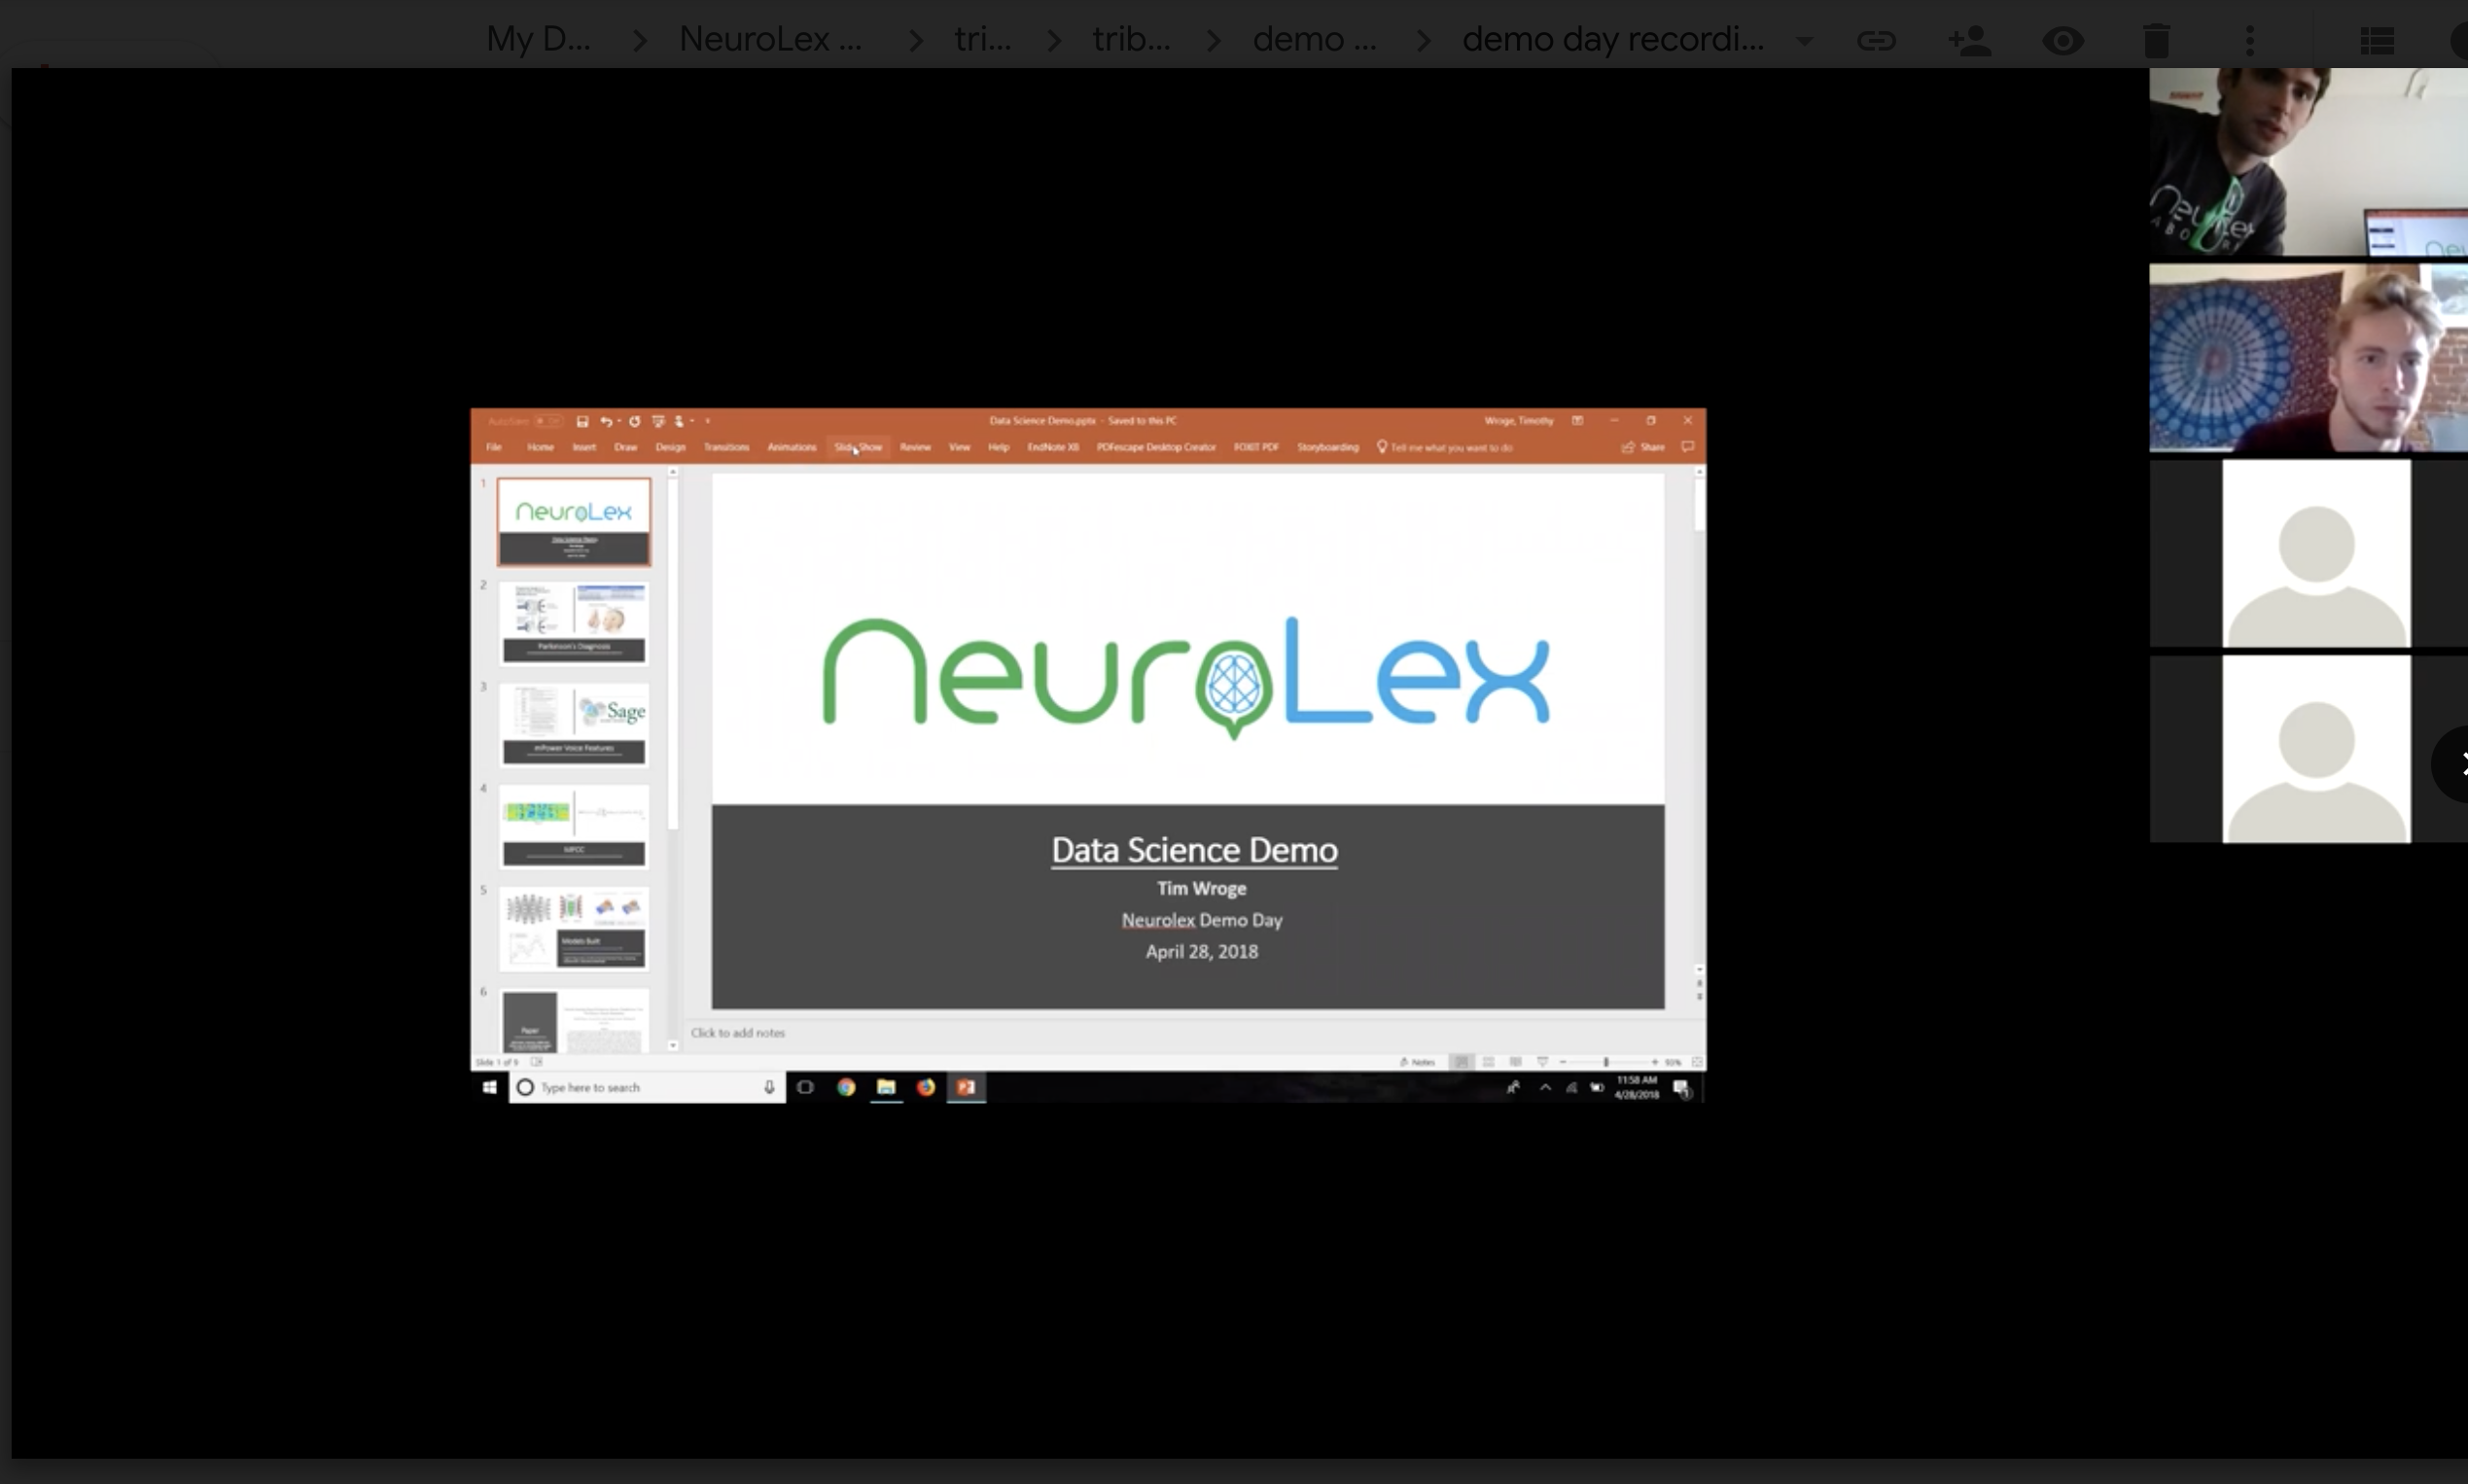 My D... > NeuroLex ... > tri... > trib... > demo ... > demo day recordi...
Data Science Demo.pptx - Saved to this PC
Wroge, Timothy
File Home Insert Draw Design Transitions Animations Slide Show Review View Help EndNote X8 PDFescape Desktop Creator FOXIT PDF Storyboarding Tell me what you want to do Share
1
NeuroLex
Data Science Demo
2
Parkinson's Diagnosis
3
Sage
mPower Voice Features
4
MFCC
5
Models Built
6
Paper
NeuroLex
Data Science Demo
Tim Wroge
Neurolex Demo Day
April 28, 2018
Click to add notes
Slide 1 of 9
Notes
93%
Type here to search
11:58 AM
4/28/2018